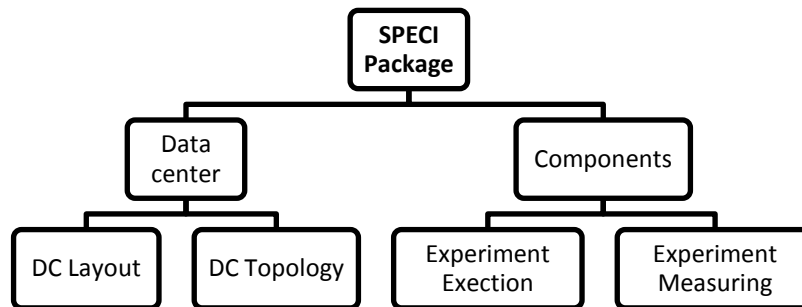 SPECI
Package
Data
center
Components
DC Layout
DC Topology
Experiment
Exection
Experiment
Measuring